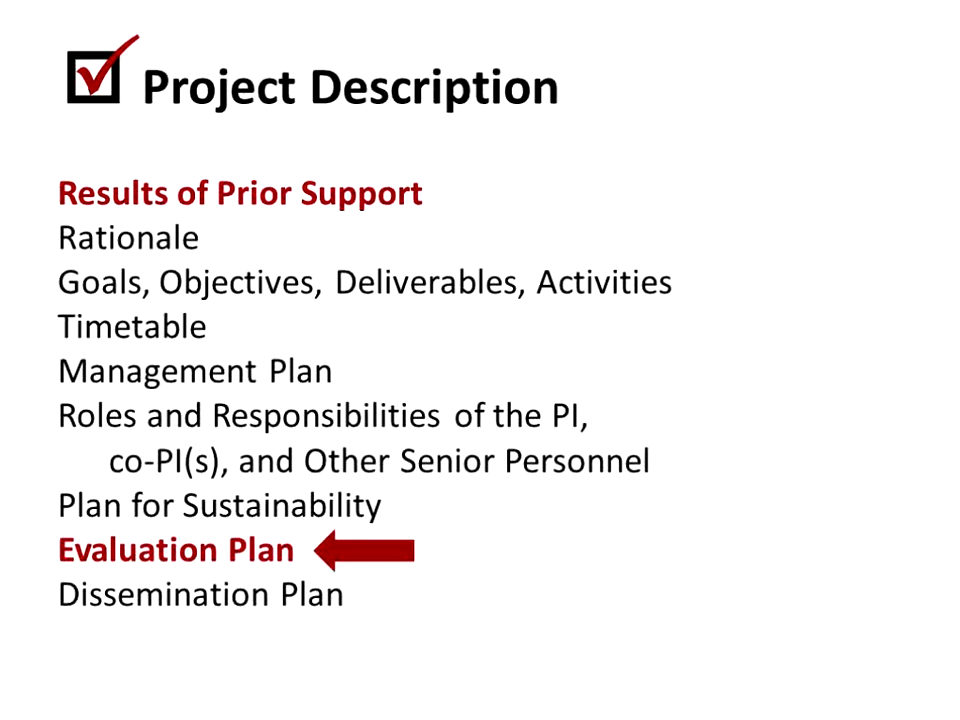 Project Description
Results of Prior Support
Rationale
Goals, Objectives, Deliverables, Activities
Timetable
Management Plan
Roles and Responsibilities of the PI,
co-PI(s), and Other Senior Personnel
Plan for Sustainability
Evaluation Plan
Dissemination Plan